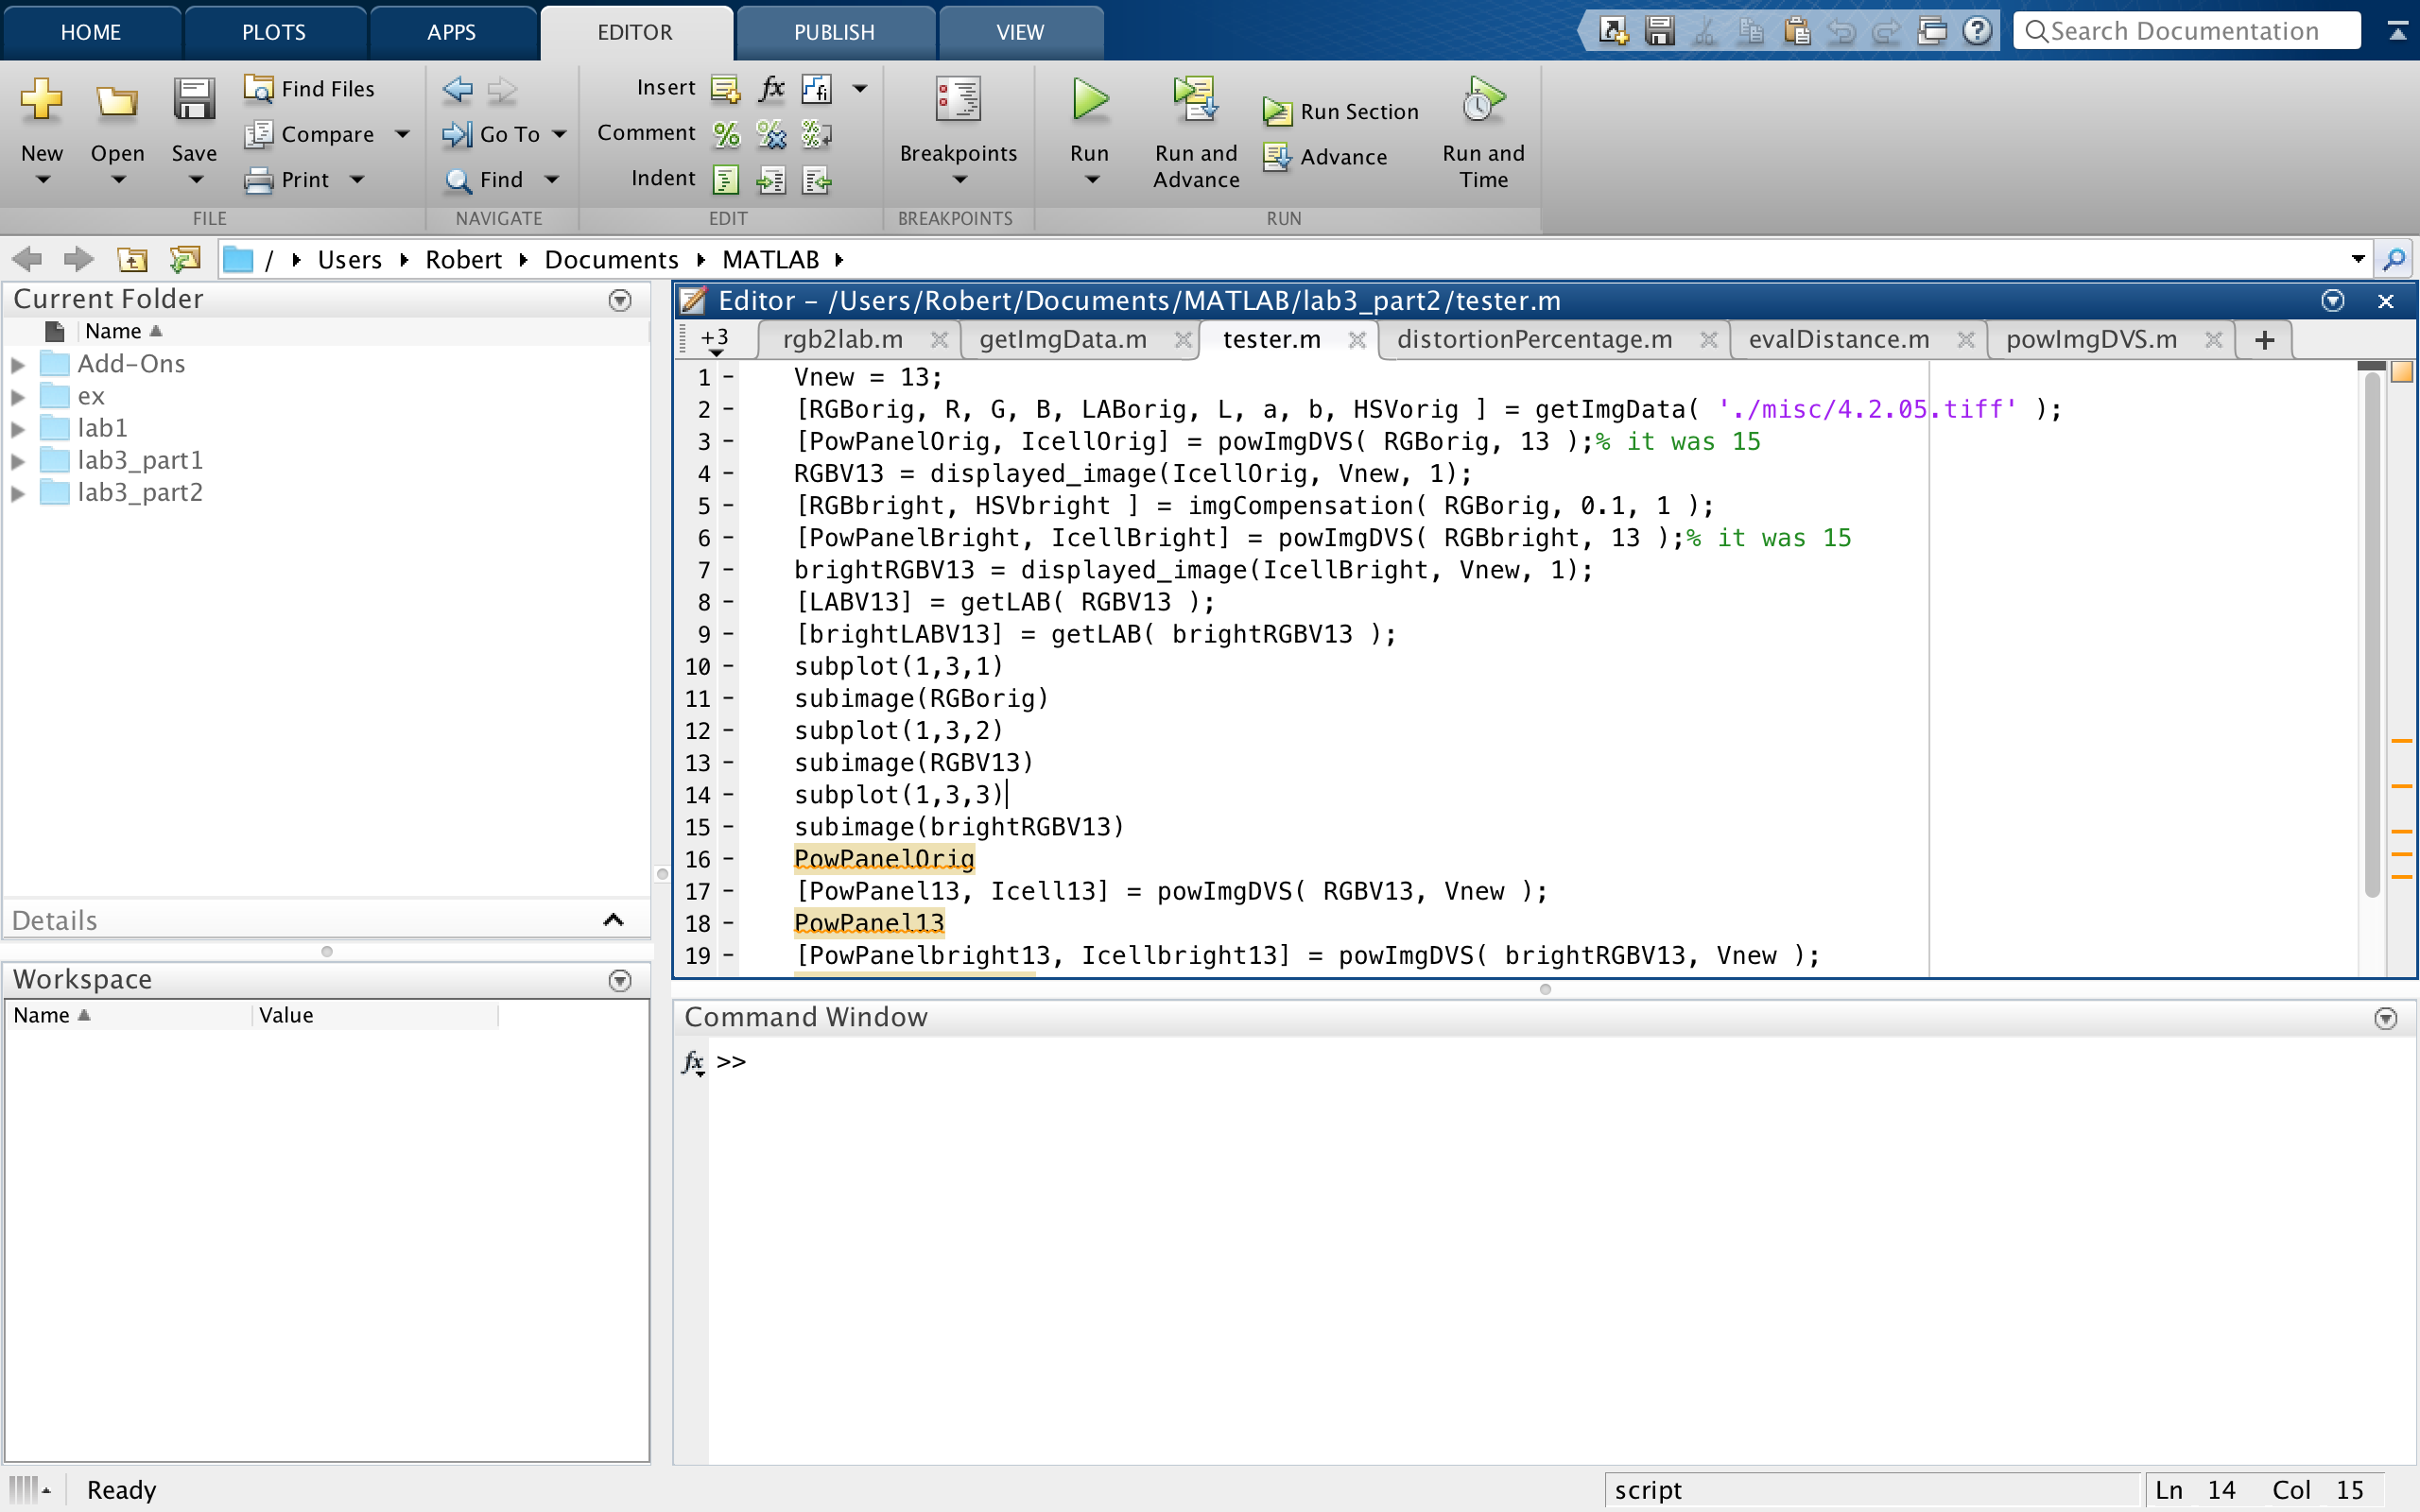 HOME PLOTS APPS EDITOR PUBLISH VIEW
Search Documentation
New Open Save Find Files Compare Print
Go To Find
Insert fx fi
Comment
Indent
Breakpoints
Run Run and Advance Run Section Advance Run and Time
FILE NAVIGATE EDIT BREAKPOINTS RUN
/ Users Robert Documents MATLAB
Current Folder
Name
Add-Ons
ex
lab1
lab3_part1
lab3_part2
Details
Workspace
Name Value
Editor – /Users/Robert/Documents/MATLAB/lab3_part2/tester.m
+3 rgb2lab.m getImgData.m tester.m distortionPercentage.m evalDistance.m powImgDVS.m +
1 – Vnew = 13;
2 – [RGBorig, R, G, B, LABorig, L, a, b, HSVorig ] = getImgData( './misc/4.2.05.tiff' );
3 – [PowPanelOrig, IcellOrig] = powImgDVS( RGBorig, 13 );% it was 15
4 – RGBV13 = displayed_image(IcellOrig, Vnew, 1);
5 – [RGBbright, HSVbright ] = imgCompensation( RGBorig, 0.1, 1 );
6 – [PowPanelBright, IcellBright] = powImgDVS( RGBbright, 13 );% it was 15
7 – brightRGBV13 = displayed_image(IcellBright, Vnew, 1);
8 – [LABV13] = getLAB( RGBV13 );
9 – [brightLABV13] = getLAB( brightRGBV13 );
10 – subplot(1,3,1)
11 – subimage(RGBorig)
12 – subplot(1,3,2)
13 – subimage(RGBV13)
14 – subplot(1,3,3)
15 – subimage(brightRGBV13)
16 – PowPanelOrig
17 – [PowPanel13, Icell13] = powImgDVS( RGBV13, Vnew );
18 – PowPanel13
19 – [PowPanelbright13, Icellbright13] = powImgDVS( brightRGBV13, Vnew );
Command Window
fx >>
Ready
script Ln 14 Col 15